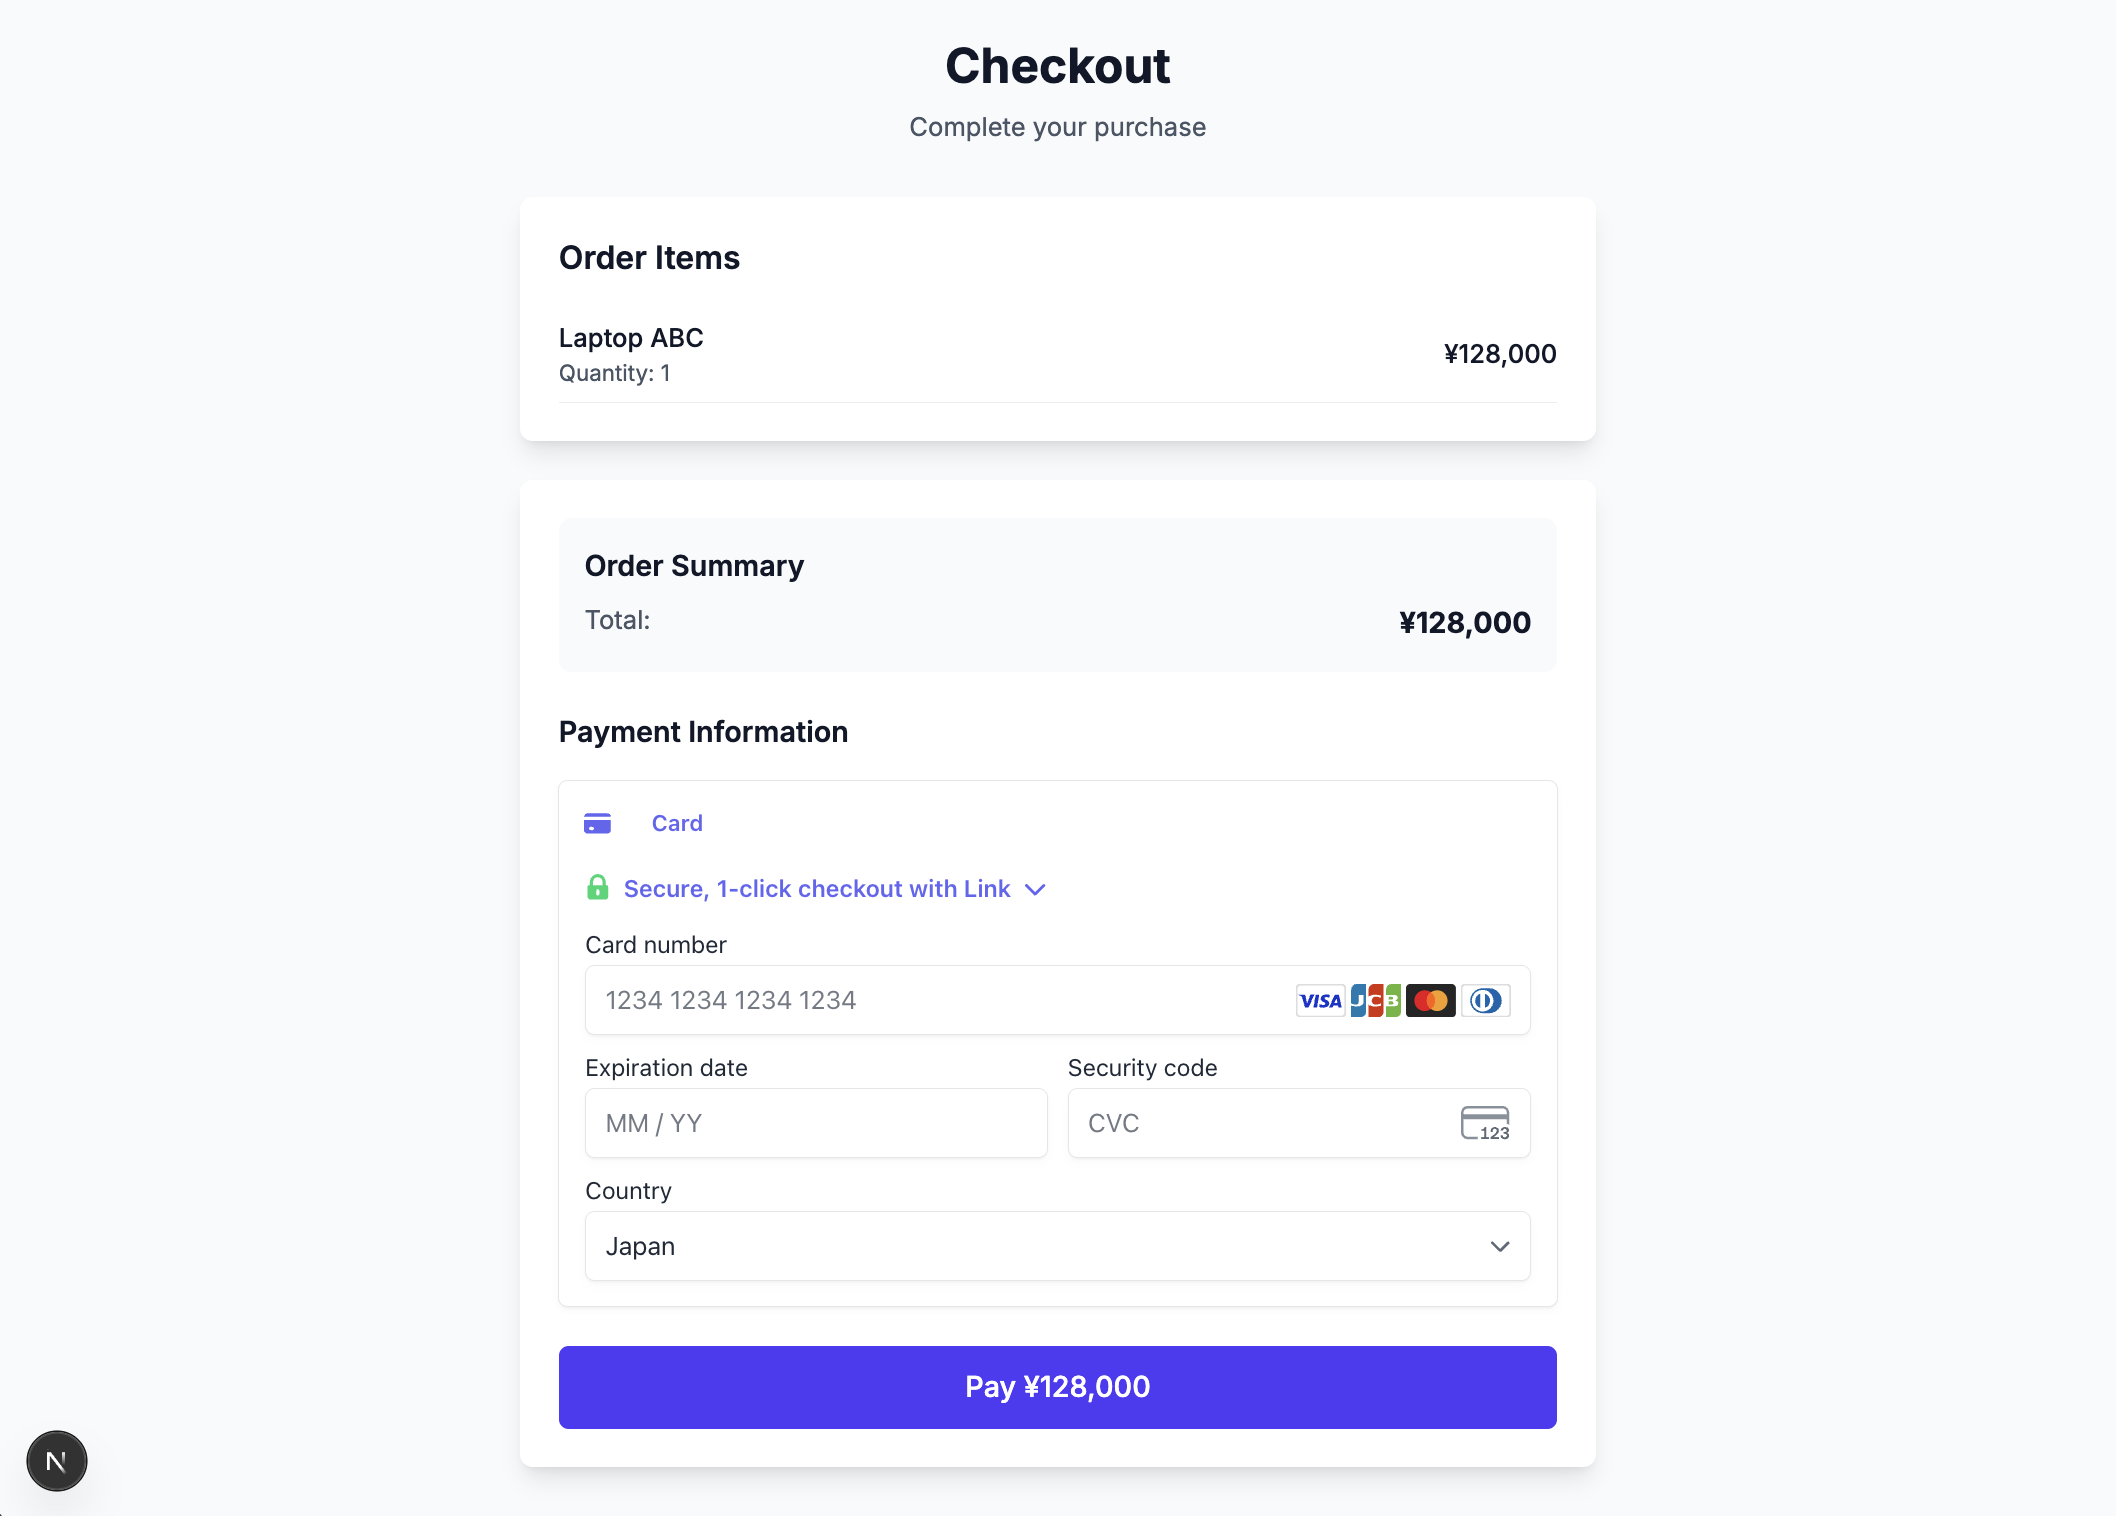 Checkout
Complete your purchase
Order Items
Laptop ABC
Quantity: 1
¥128,000
Order Summary
Total:
¥128,000
Payment Information
Card
Secure, 1-click checkout with Link
Card number
1234 1234 1234 1234
VISA JCB
Expiration date
MM / YY
Security code
CVC
123
Country
Japan
Pay ¥128,000
N